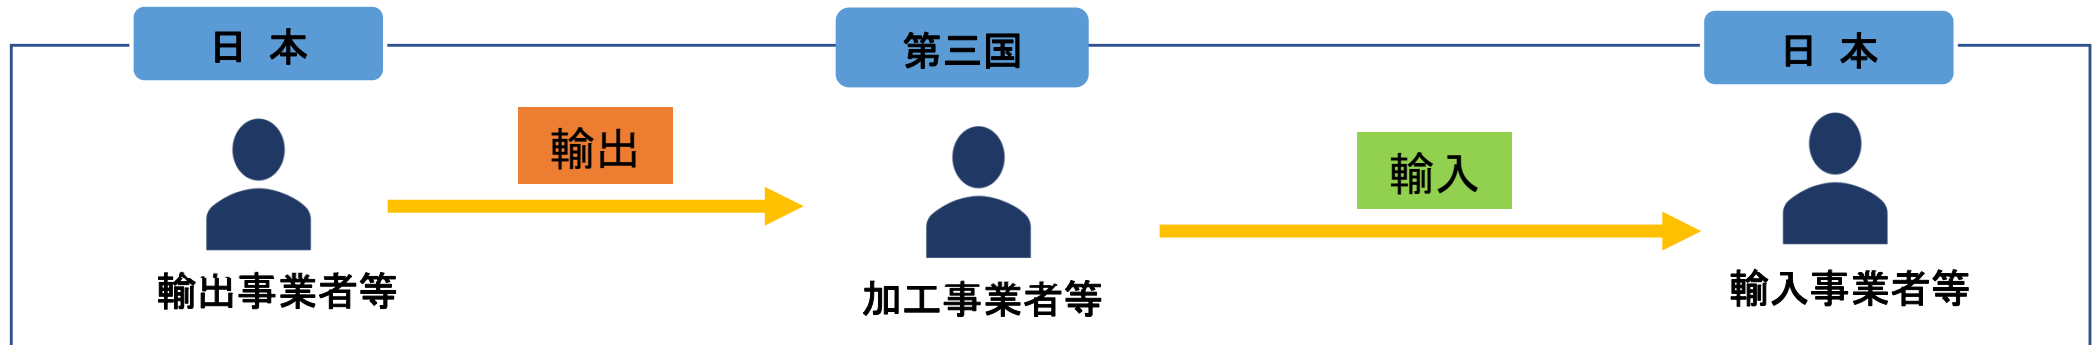 日 本
第三国
日 本
輸出
輸入
輸出事業者等
加工事業者等
輸入事業者等